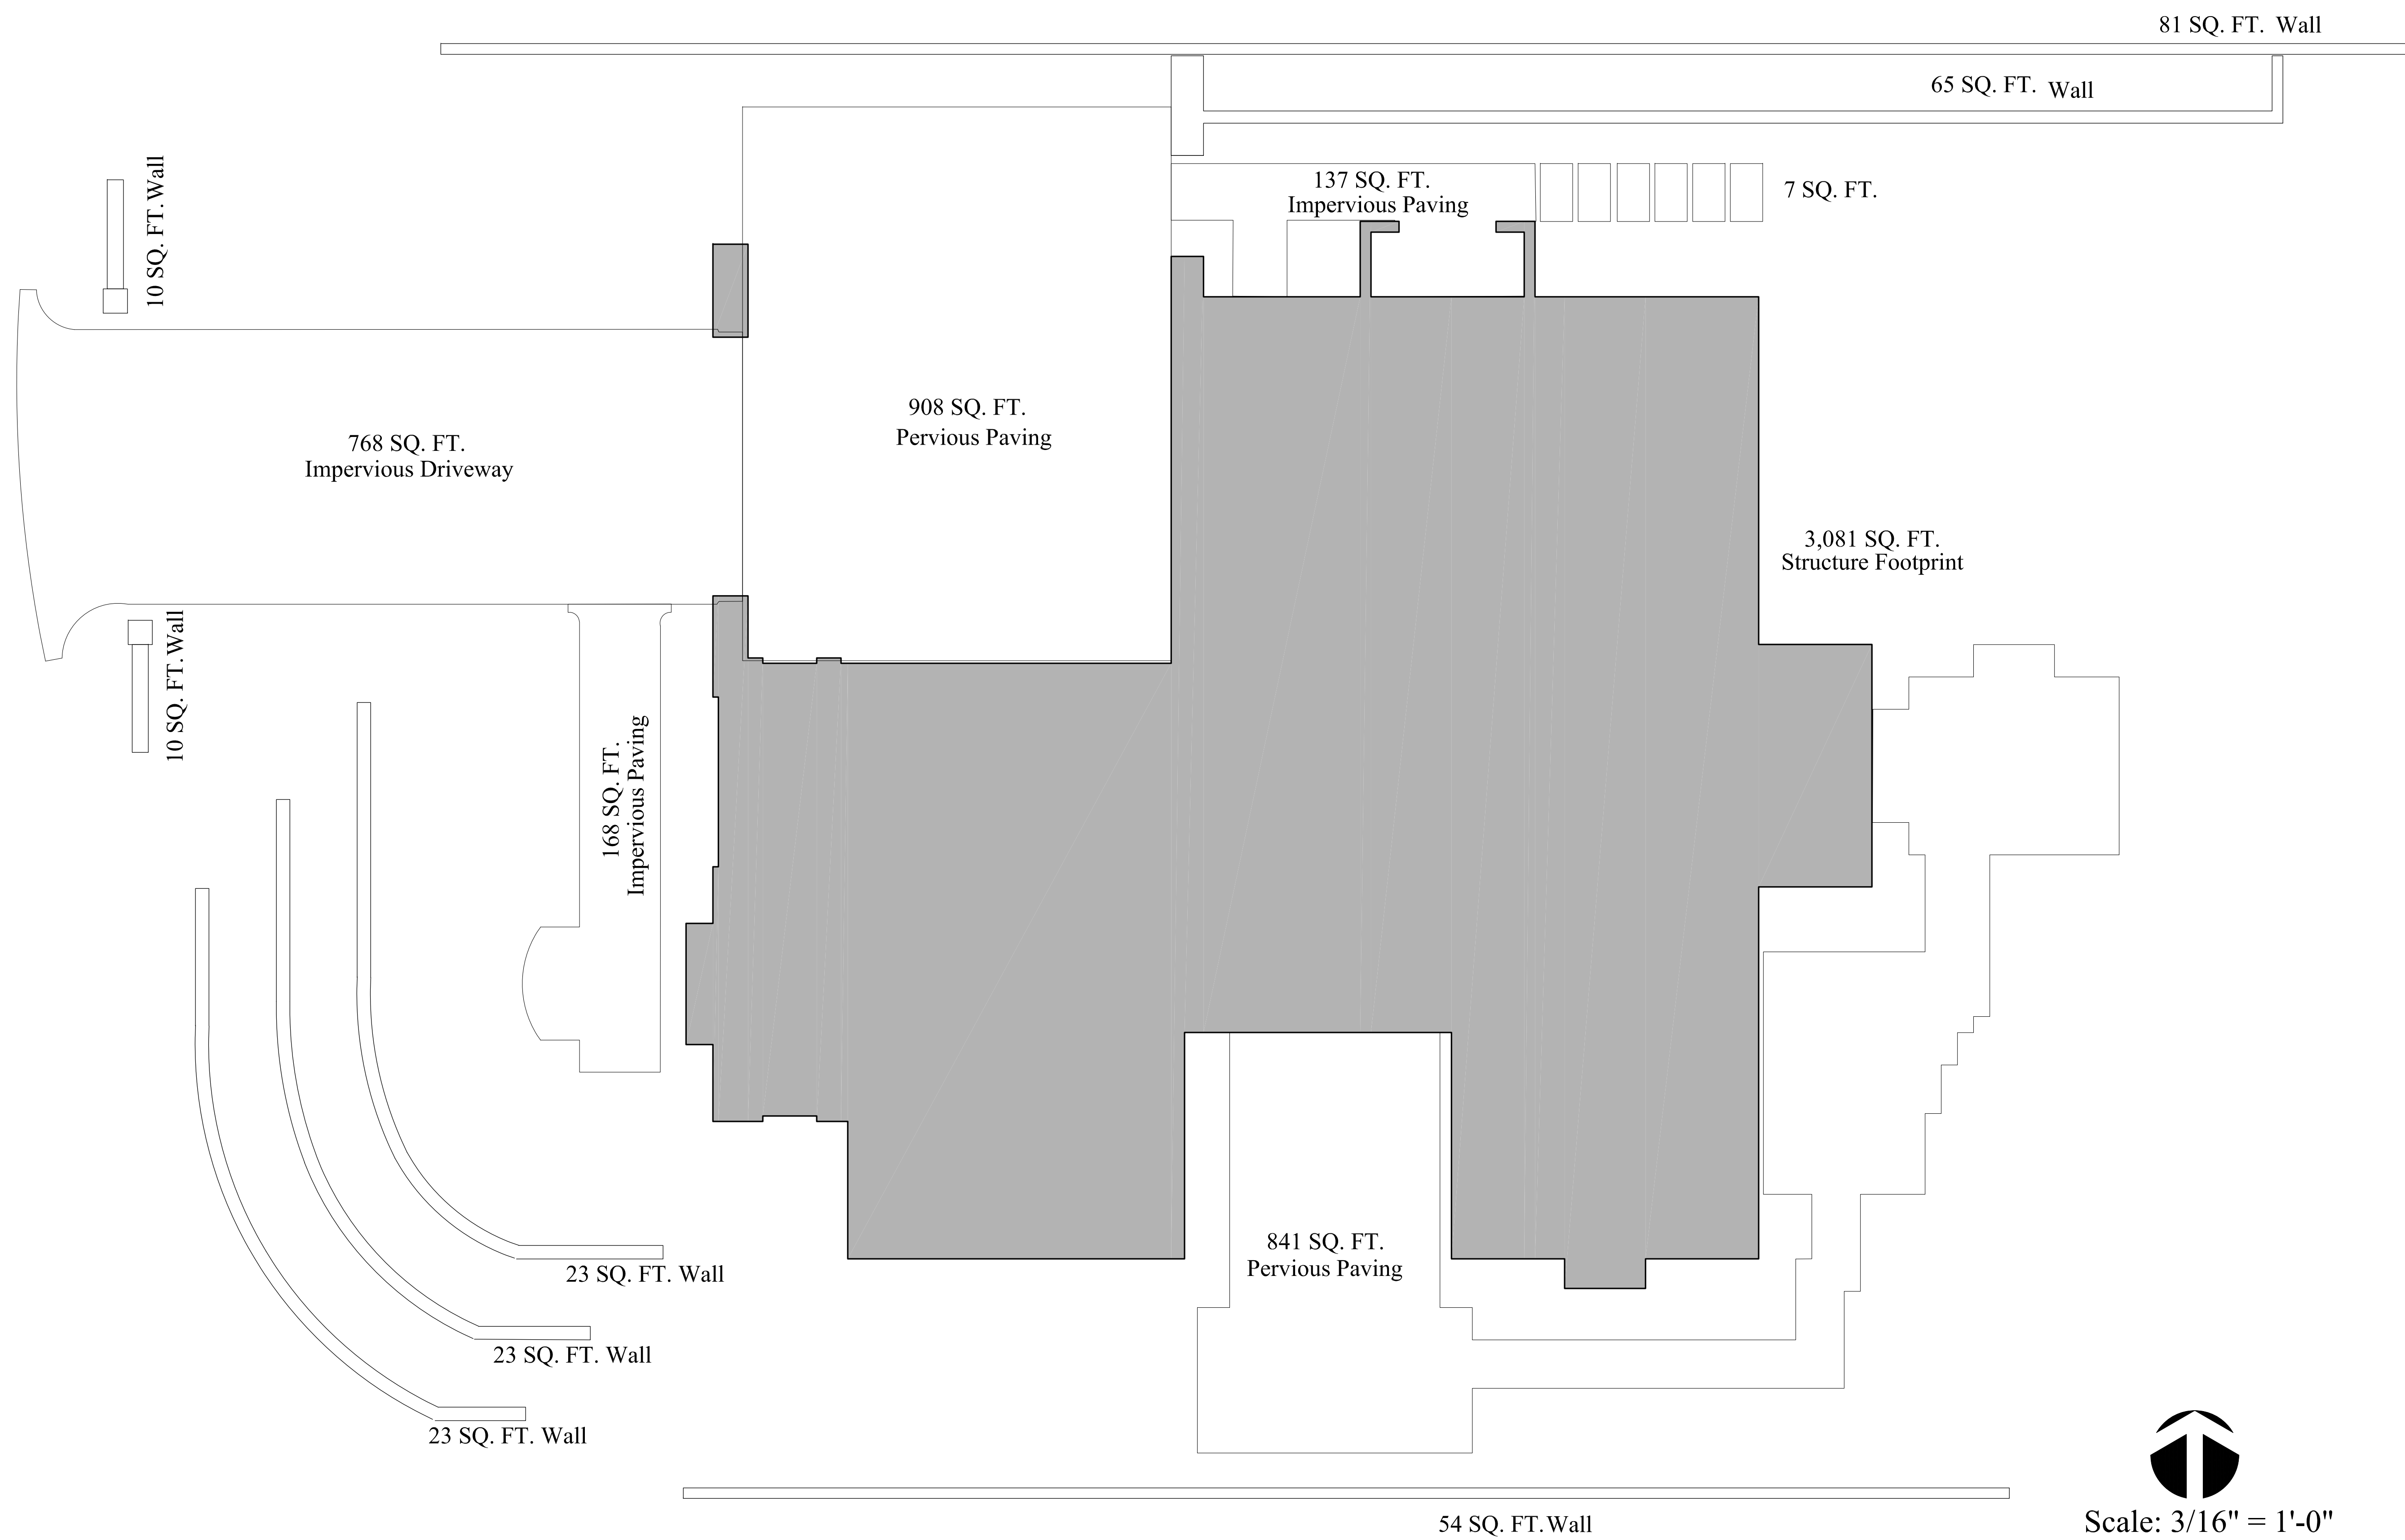 81 SQ. FT. Wall
65 SQ. FT. Wall
10 SQ. FT. Wall
137 SQ. FT.
Impervious Paving
7 SQ. FT.
908 SQ. FT.
Pervious Paving
768 SQ. FT.
Impervious Driveway
3,081 SQ. FT.
Structure Footprint
10 SQ. FT. Wall
168 SQ. FT.
Impervious Paving
841 SQ. FT.
Pervious Paving
23 SQ. FT. Wall
23 SQ. FT. Wall
23 SQ. FT. Wall
54 SQ. FT. Wall
Scale: 3/16" = 1'-0"